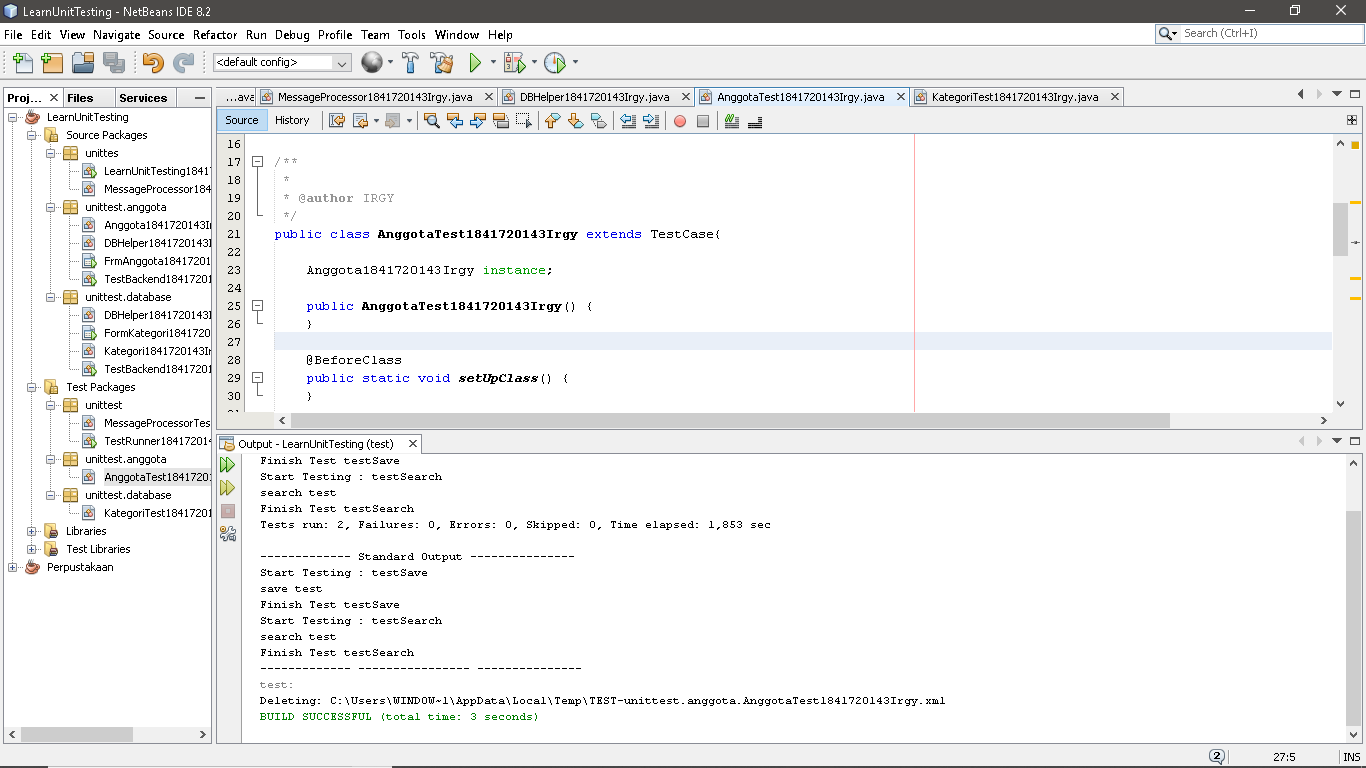 LearnUnitTesting - NetBeans IDE 8.2
File Edit View Navigate Source Refactor Run Debug Profile Team Tools Window Help
Search (Ctrl+I)
<default config>
Proj... Files Services
LearnUnitTesting
Source Packages
unittes
LearnUnitTesting1841
MessageProcessor184
unittest.anggota
Anggota1841720143I
DBHelper1841720143I
FrmAnggota18417201
TestBackend1841720
unittest.database
DBHelper1841720143I
FormKategori1841720
Kategori1841720143Ir
TestBackend1841720
Test Packages
unittest
MessageProcessorTes
TestRunner184172014
unittest.anggota
AnggotaTest1841720
unittest.database
KategoriTest18417201
Libraries
Test Libraries
Perpustakaan
...ava MessageProcessor1841720143Irgy.java DBHelper1841720143Irgy.java AnggotaTest1841720143Irgy.java KategoriTest1841720143Irgy.java
Source History
16
17 /**
18 *
19 * @author IRGY
20 */
21 public class AnggotaTest1841720143Irgy extends TestCase{
22
23 Anggota1841720143Irgy instance;
24
25 public AnggotaTest1841720143Irgy() {
26 }
27
28 @BeforeClass
29 public static void setUpClass() {
30 }
Output - LearnUnitTesting (test)
Finish Test testSave
Start Testing : testSearch
search test
Finish Test testSearch
Tests run: 2, Failures: 0, Errors: 0, Skipped: 0, Time elapsed: 1,853 sec
------------- Standard Output ---------------
Start Testing : testSave
save test
Finish Test testSave
Start Testing : testSearch
search test
Finish Test testSearch
------------- ---------------- ---------------
test:
Deleting: C:\Users\WINDOW~1\AppData\Local\Temp\TEST-unittest.anggota.AnggotaTest1841720143Irgy.xml
BUILD SUCCESSFUL (total time: 3 seconds)
2 27:5 INS